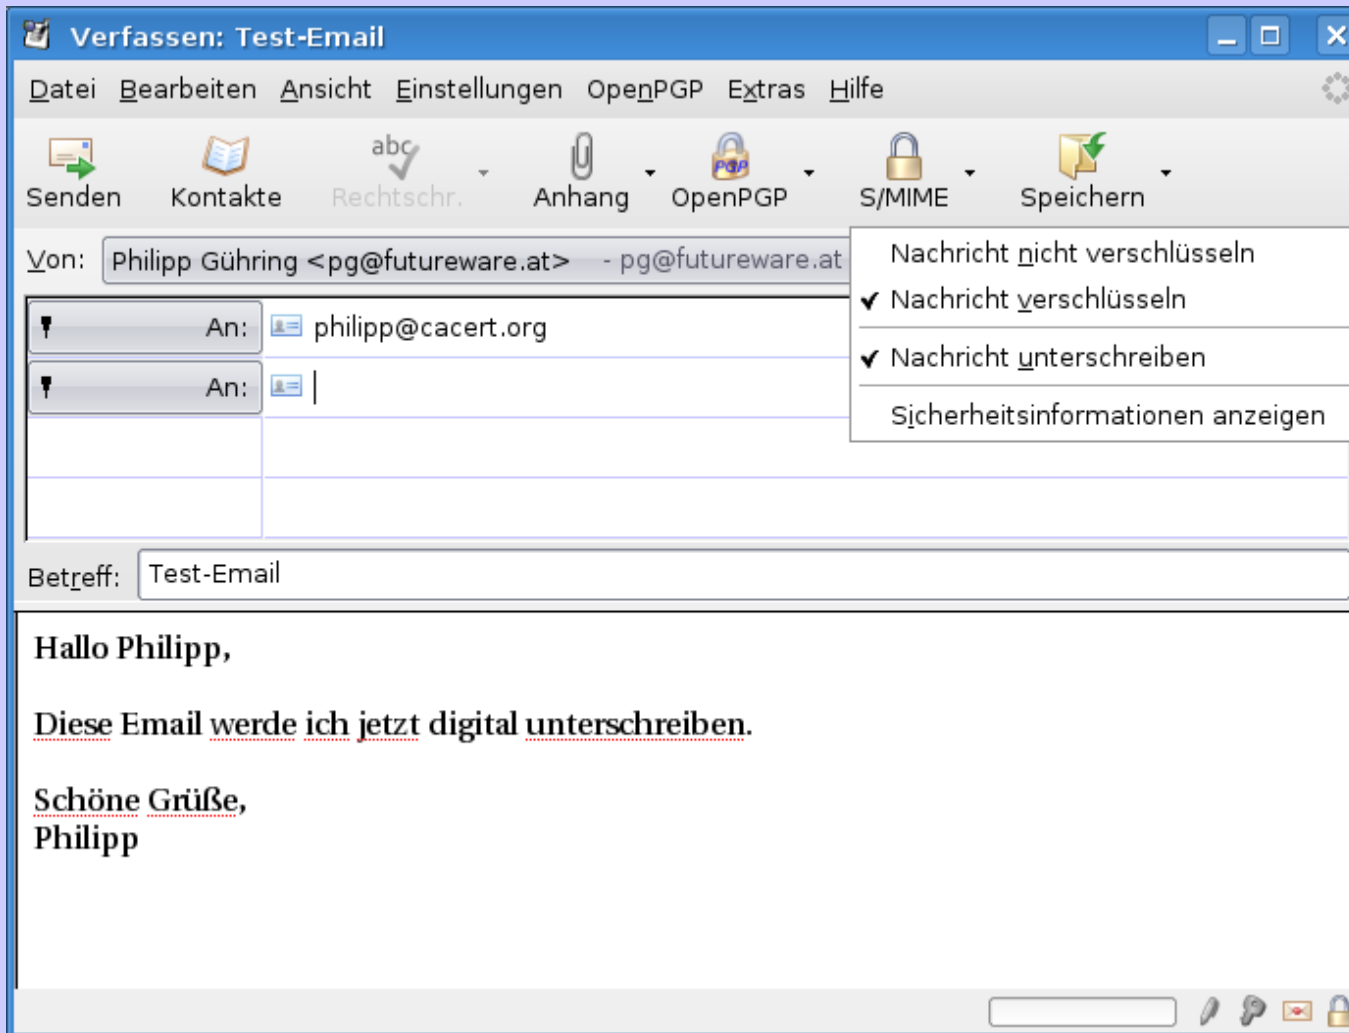 Verfassen: Test-Email
Datei Bearbeiten Ansicht Einstellungen OpenPGP Extras Hilfe
abc
PGP
Senden Kontakte Rechtschr. Anhang OpenPGP S/MIME Speichern
Von: Philipp Gühring <pg@futureware.at> - pg@futureware.at
Nachricht nicht verschlüsseln
Nachricht verschlüsseln
Nachricht unterschreiben
Sicherheitsinformationen anzeigen
An: philipp@cacert.org
An:
Betreff: Test-Email
Hallo Philipp,
Diese Email werde ich jetzt digital unterschreiben.
Schöne Grüße,
Philipp